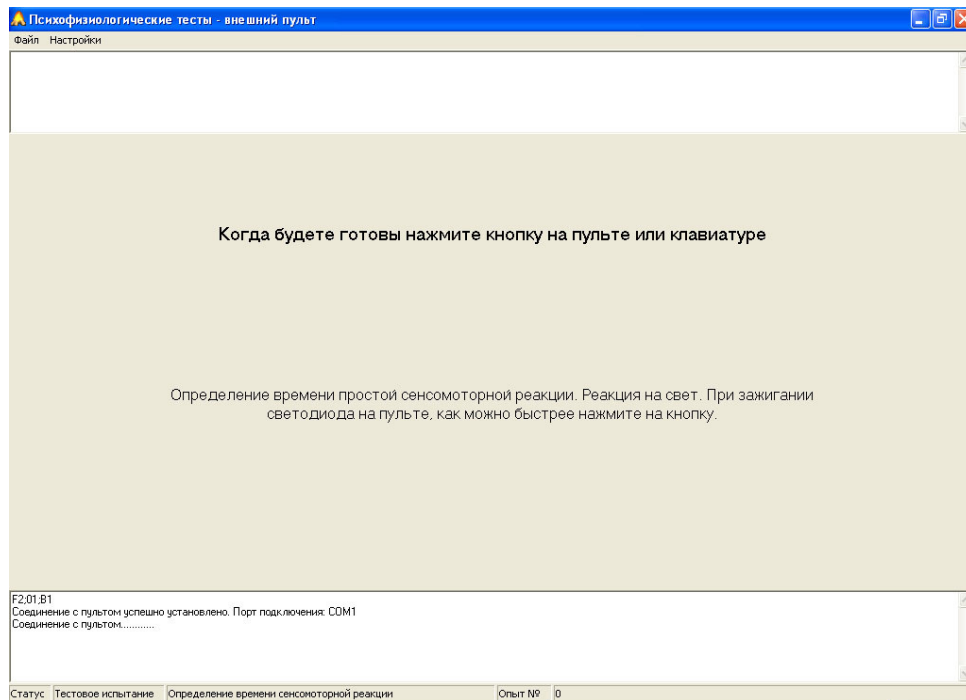 Психофизиологические тесты - внешний пульт
Файл Настройки
Когда будете готовы нажмите кнопку на пульте или клавиатуре
Определение времени простой сенсомоторной реакции. Реакция на свет. При зажигании
светодиода на пульте, как можно быстрее нажмите на кнопку.
F2;01;B1
Соединение с пультом успешно установлено. Порт подключения: COM1
Соединение с пультом............
Статус Тестовое испытание Определение времени сенсомоторной реакции Опыт № 0